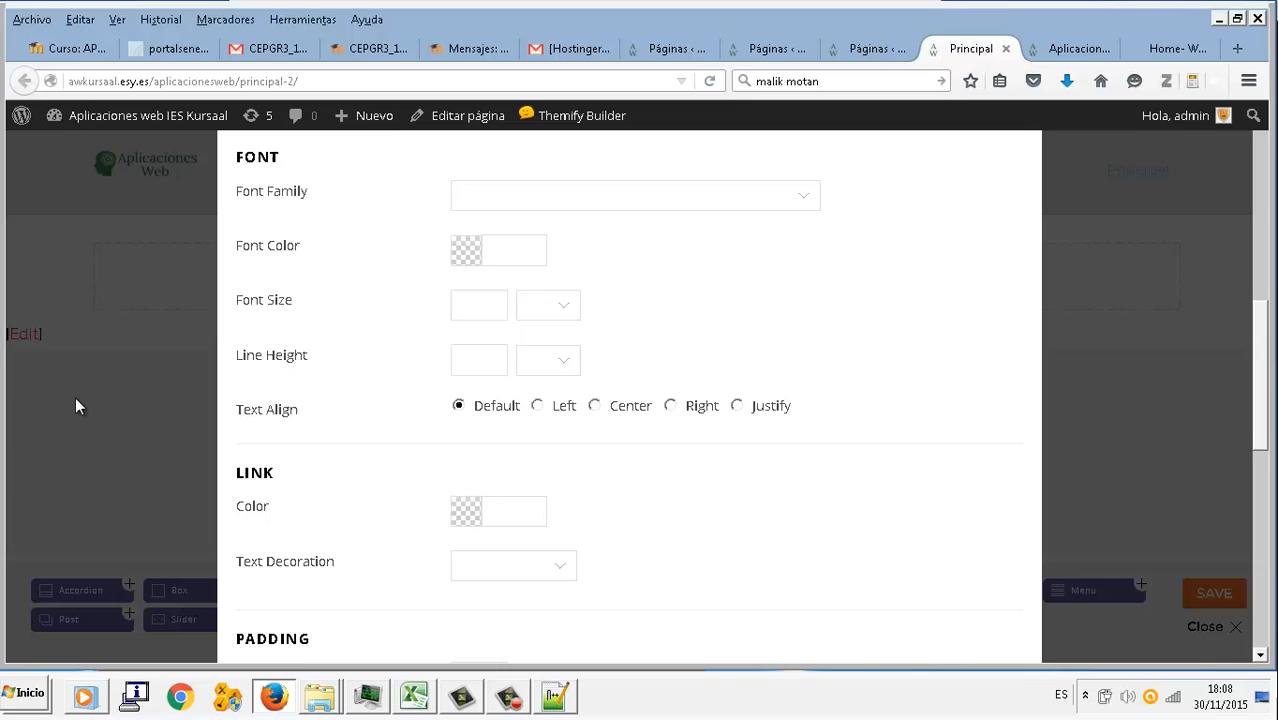 Archivo Editar Ver Historial Marcadores Herramientas Ayuda
Curso: AP... portalsene... CEPGR3_1... CEPGR3_1... Mensajes: ... [Hostinger... Páginas ‹ ... Páginas ‹ ... Páginas ‹ ... Principal Aplicacion... Home- W...
awkursaal.esy.es/aplicacionesweb/principal-2/ malik motan
Aplicaciones web IES Kursaal 5 0 Nuevo Editar página Themify Builder Hola, admin
Aplicaciones
Web
Principal
FONT
Font Family
Font Color
Font Size
[Edit]
Line Height
Text Align Default Left Center Right Justify
LINK
Color
Text Decoration
Accordion Box Menu SAVE
Post Slider Close
PADDING
Inicio ES 18:08
30/11/2015